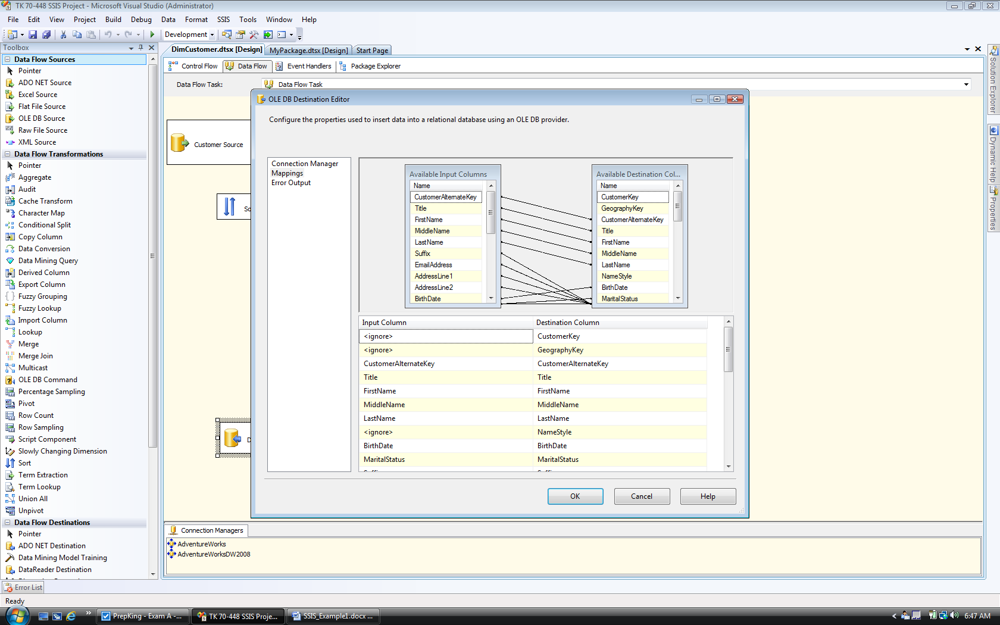 TK 70-448 SSIS Project - Microsoft Visual Studio (Administrator)
File Edit View Project Build Debug Data Format SSIS Tools Window Help
Development
Toolbox
Data Flow Sources
Pointer
ADO NET Source
Excel Source
Flat File Source
OLE DB Source
Raw File Source
XML Source
Data Flow Transformations
Pointer
Aggregate
Audit
Cache Transform
Character Map
Conditional Split
Copy Column
Data Conversion
Data Mining Query
Derived Column
Export Column
Fuzzy Grouping
Fuzzy Lookup
Import Column
Lookup
Merge
Merge Join
Multicast
OLE DB Command
Percentage Sampling
Pivot
Row Count
Row Sampling
Script Component
Slowly Changing Dimension
Sort
Term Extraction
Term Lookup
Union All
Unpivot
Data Flow Destinations
Pointer
ADO NET Destination
Data Mining Model Training
DataReader Destination
DimCustomer.dtsx [Design] MyPackage.dtsx [Design] Start Page
Control Flow Data Flow Event Handlers Package Explorer
Data Flow Task: Data Flow Task
Customer Source
So
D
OLE DB Destination Editor
Configure the properties used to insert data into a relational database using an OLE DB provider.
Connection Manager
Mappings
Error Output
Available Input Columns
Name
CustomerAlternateKey
Title
FirstName
MiddleName
LastName
Suffix
EmailAddress
AddressLine1
AddressLine2
BirthDate
Available Destination Col...
Name
CustomerKey
GeographyKey
CustomerAlternateKey
Title
FirstName
MiddleName
LastName
NameStyle
BirthDate
MaritalStatus
Input Column Destination Column
<ignore> CustomerKey
<ignore> GeographyKey
CustomerAlternateKey CustomerAlternateKey
Title Title
FirstName FirstName
MiddleName MiddleName
LastName LastName
<ignore> NameStyle
BirthDate BirthDate
MaritalStatus MaritalStatus
OK Cancel Help
Connection Managers
AdventureWorks
AdventureWorksDW2008
Solution Explorer
Dynamic Help
Properties
Error List
Ready
PrepKing - Exam A -... TK 70-448 SSIS Proje... SSIS_Example1.docx ... 6:47 AM